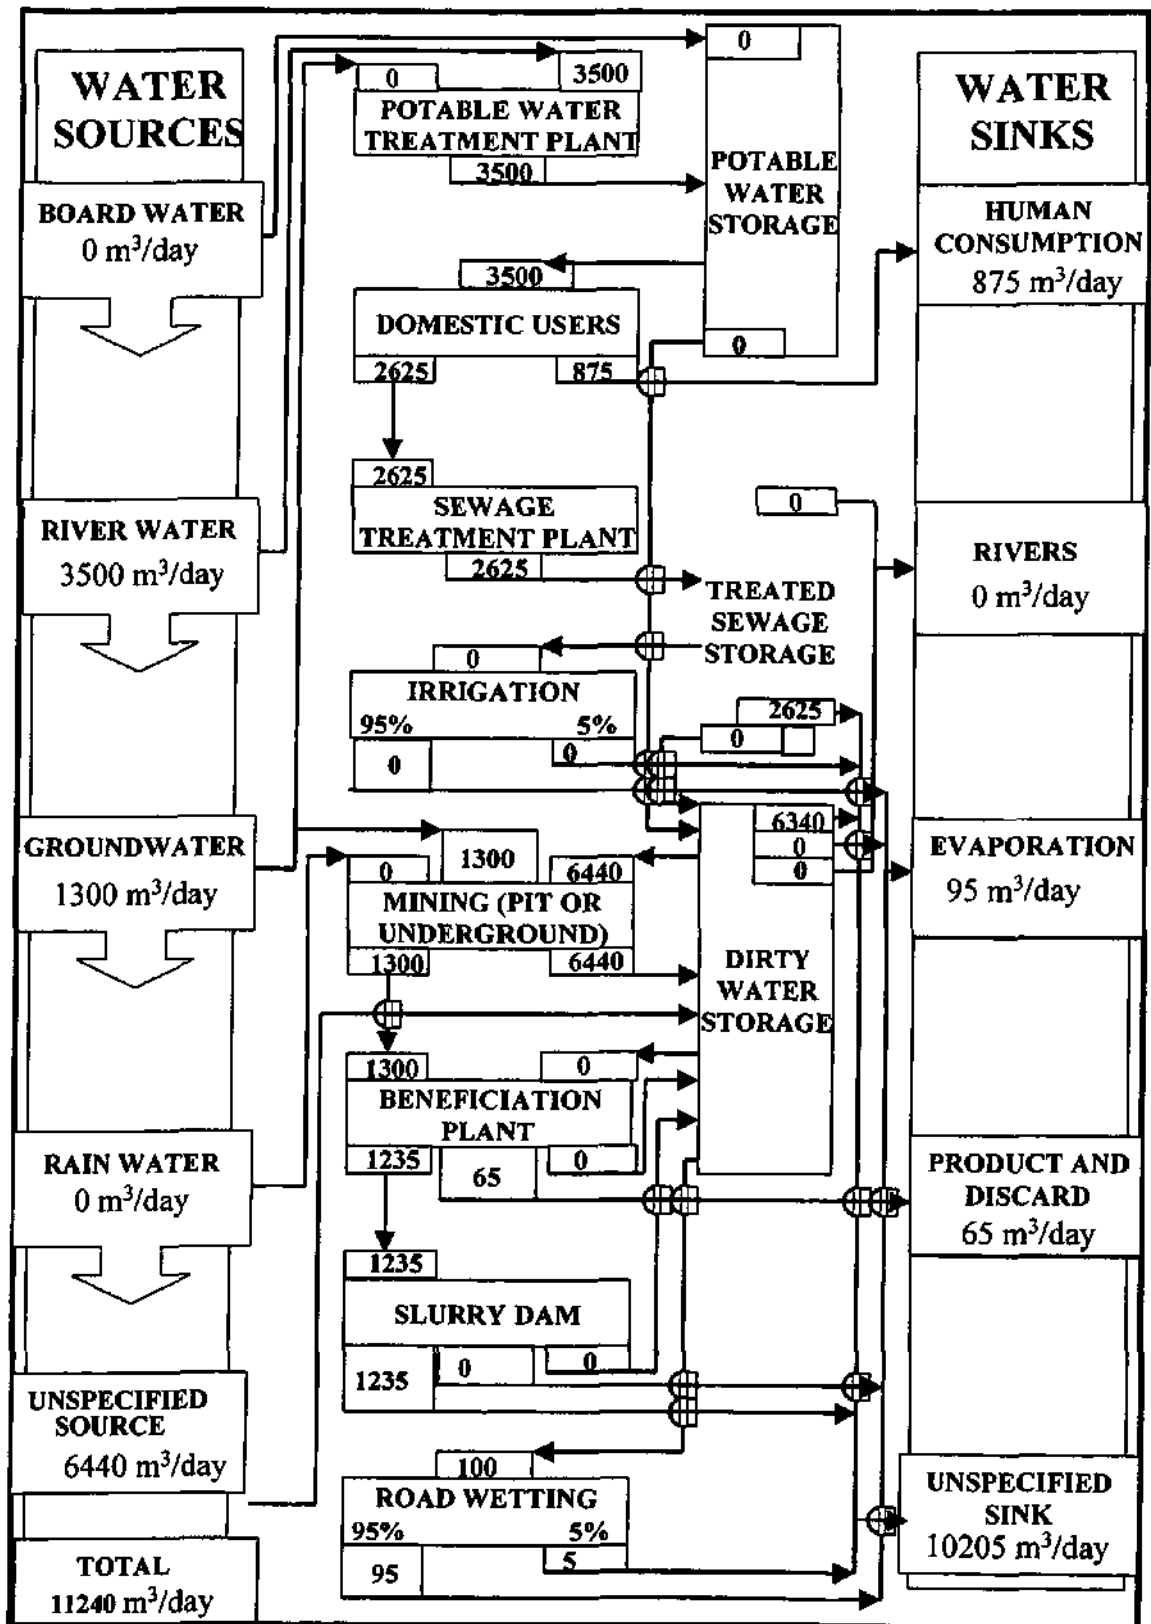 WATER
SOURCES
BOARD WATER
0 m³/day
RIVER WATER
3500 m³/day
GROUNDWATER
1300 m³/day
RAIN WATER
0 m³/day
UNSPECIFIED
SOURCE
6440 m³/day
TOTAL
11240 m³/day
0
3500
POTABLE WATER
TREATMENT PLANT
3500
0
POTABLE
WATER
STORAGE
0
3500
DOMESTIC USERS
2625
875
2625
SEWAGE
TREATMENT PLANT
2625
0
TREATED
SEWAGE
STORAGE
0
IRRIGATION
95%
5%
0
0
2625
0
6340
0
0
DIRTY
WATER
STORAGE
0
1300
6440
MINING (PIT OR
UNDERGROUND)
1300
6440
1300
0
BENEFICIATION
PLANT
1235
65
0
1235
SLURRY DAM
1235
0
0
100
ROAD WETTING
95%
5%
95
5
WATER
SINKS
HUMAN
CONSUMPTION
875 m³/day
RIVERS
0 m³/day
EVAPORATION
95 m³/day
PRODUCT AND
DISCARD
65 m³/day
UNSPECIFIED
SINK
10205 m³/day